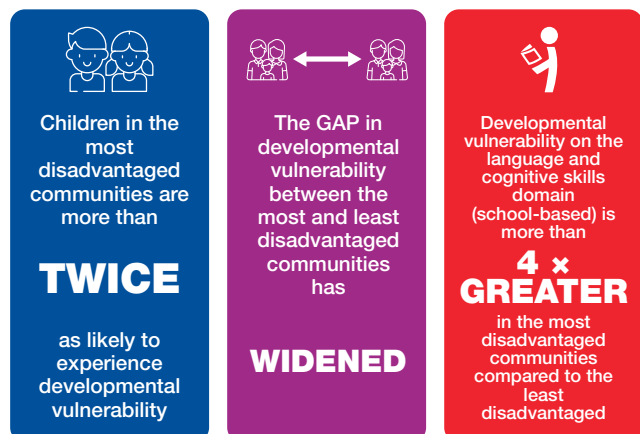 Children in the
most
disadvantaged
communities are
more than
TWICE
as likely to
experience
developmental
vulnerability
The GAP in
developmental
vulnerability
between the
most and least
disadvantaged
communities
has
WIDENED
Developmental
vulnerability on the
language and
cognitive skills
domain
(school-based) is
more than
4 ×
GREATER
in the most
disadvantaged
communities
compared to the
least
disadvantaged